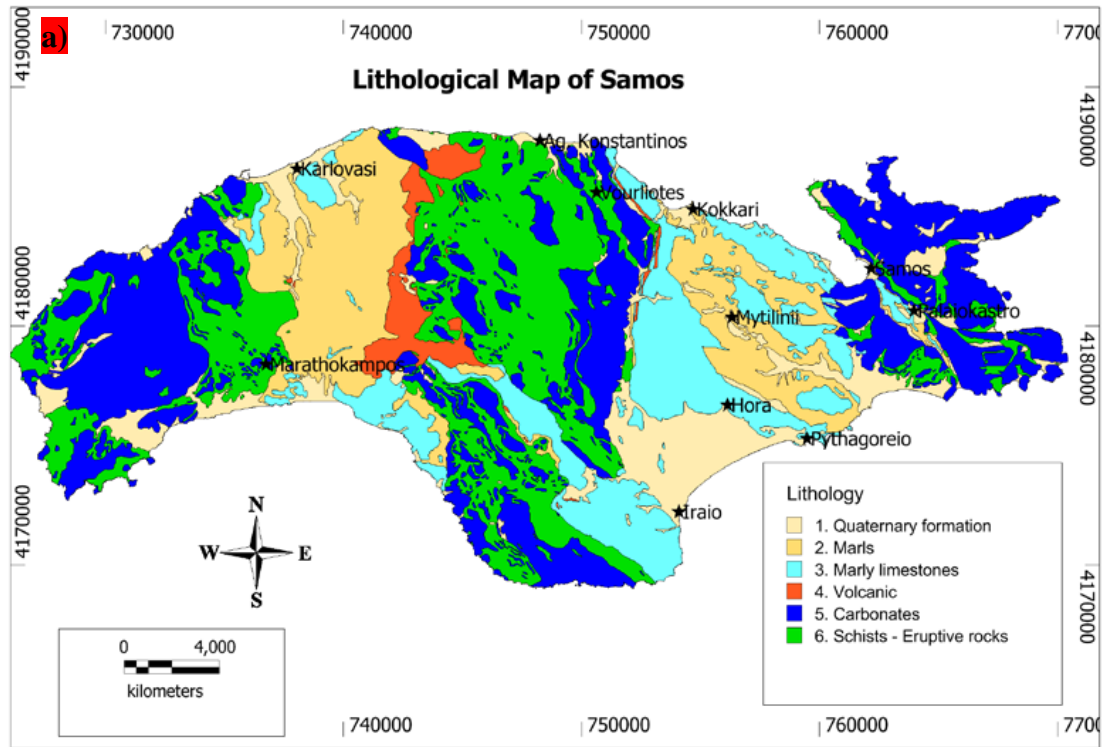 a)
730000 740000 750000 760000 7700
4190000
4190000
Lithological Map of Samos
Ag. Konstantinos
Karlovasi
Vourliotes
Kokkari
Samos
4180000
4180000
Palaiokastro
Mytilinii
Marathokampos
Hora
Pythagoreio
Iraio
4170000
4170000
N
W E
S
Lithology
1. Quaternary formation
2. Marls
3. Marly limestones
4. Volcanic
5. Carbonates
6. Schists - Eruptive rocks
0 4,000
kilometers
740000 750000 760000